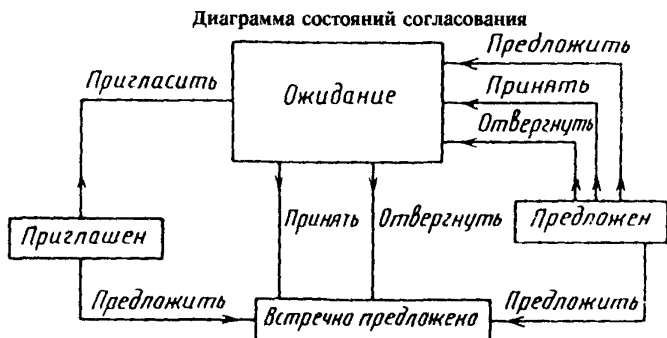 Диаграмма состояний согласования
Предложить
Пригласить
Принять
Ожидание
Отвергнуть
Принять
Отвергнуть
Предложен
Приглашен
Предложить
Предложить
Встречно предложено